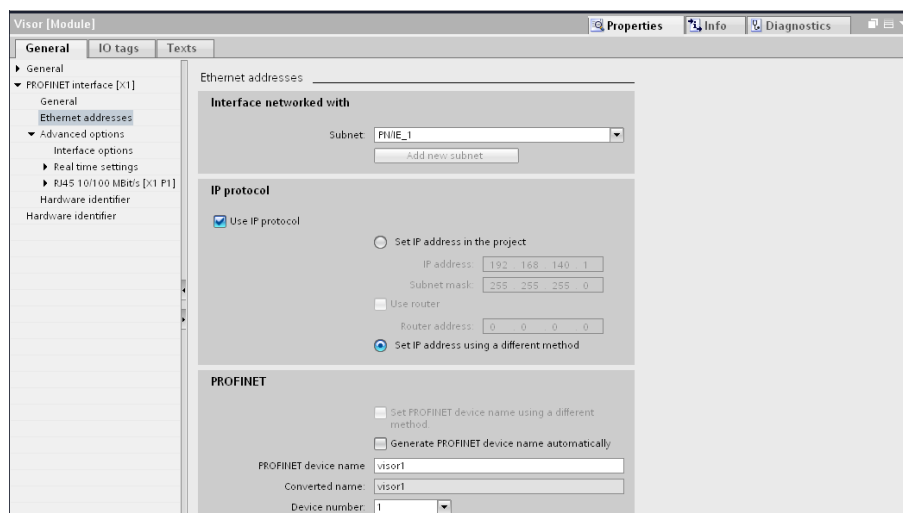 Visor [Module]
Properties
Info
Diagnostics
General
IO tags
Texts
General
PROFINET interface [X1]
General
Ethernet addresses
Advanced options
Interface options
Real time settings
RJ45 10/100 MBit/s [X1 P1]
Hardware identifier
Hardware identifier
Ethernet addresses
Interface networked with
Subnet: PN/IE_1
Add new subnet
IP protocol
Use IP protocol
Set IP address in the project
IP address: 192 . 168 . 140 . 1
Subnet mask: 255 . 255 . 255 . 0
Use router
Router address: 0 . 0 . 0 . 0
Set IP address using a different method
PROFINET
Set PROFINET device name using a different
method.
Generate PROFINET device name automatically
PROFINET device name visor1
Converted name: visor1
Device number: 1